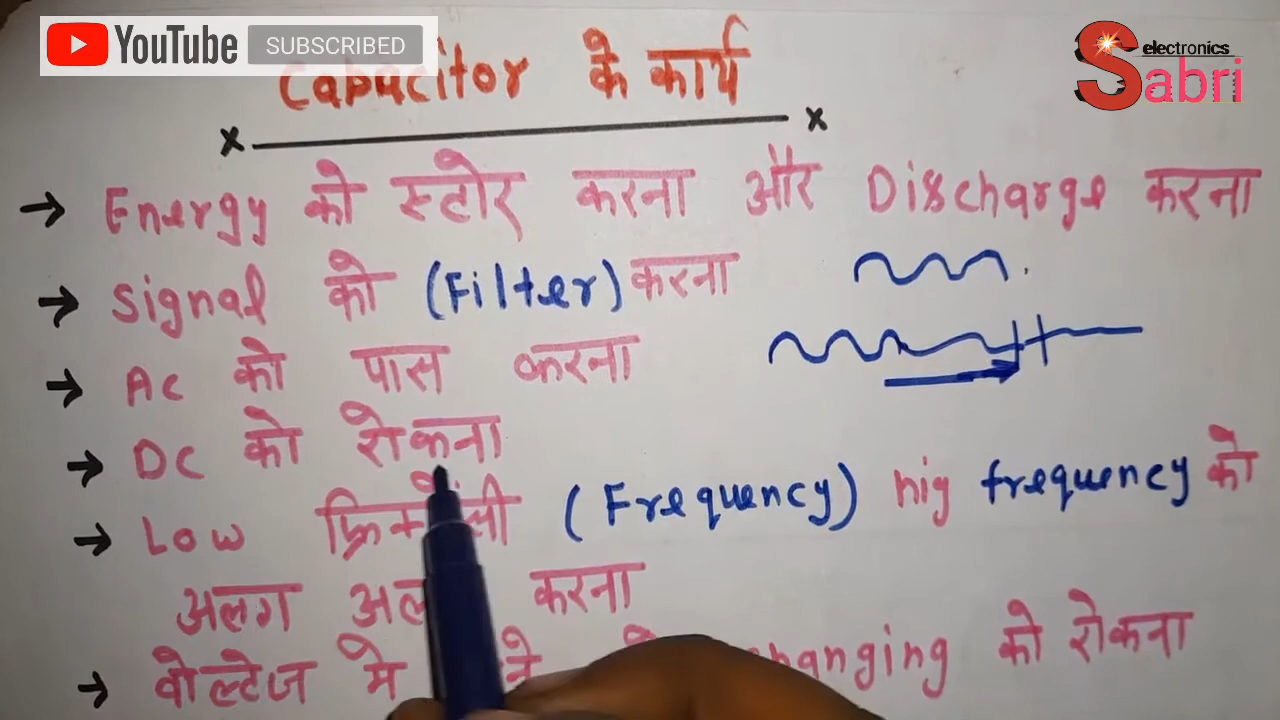 YouTube SUBSCRIBED
Selectronics
Sabri
Capacitor के कार्य
x x
→ Energy को स्टोर करना और Discharge करना
→ Signal को (Filter) करना
→ AC को पास करना
→ DC को रोकना
→ Low (Frequency) hig frequency को
अलग करना
→ वोल्टेज मे changing को रोकना